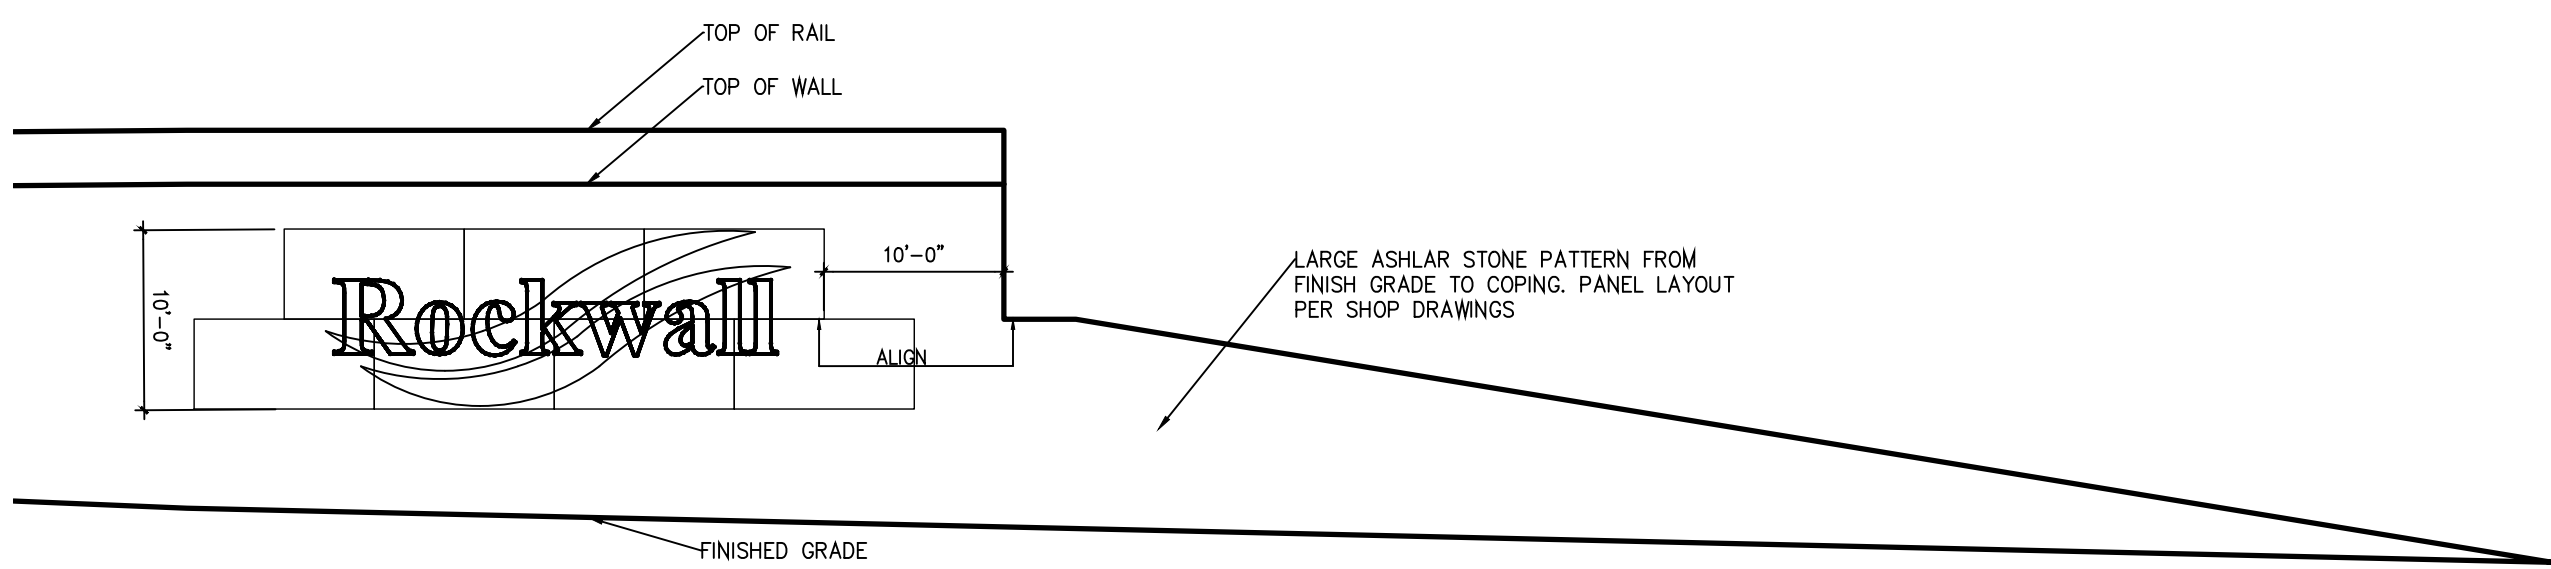 TOP OF RAIL
TOP OF WALL
10'-0"
10'-0"
Rockwall
ALIGN
LARGE ASHLAR STONE PATTERN FROM
FINISH GRADE TO COPING. PANEL LAYOUT
PER SHOP DRAWINGS
FINISHED GRADE